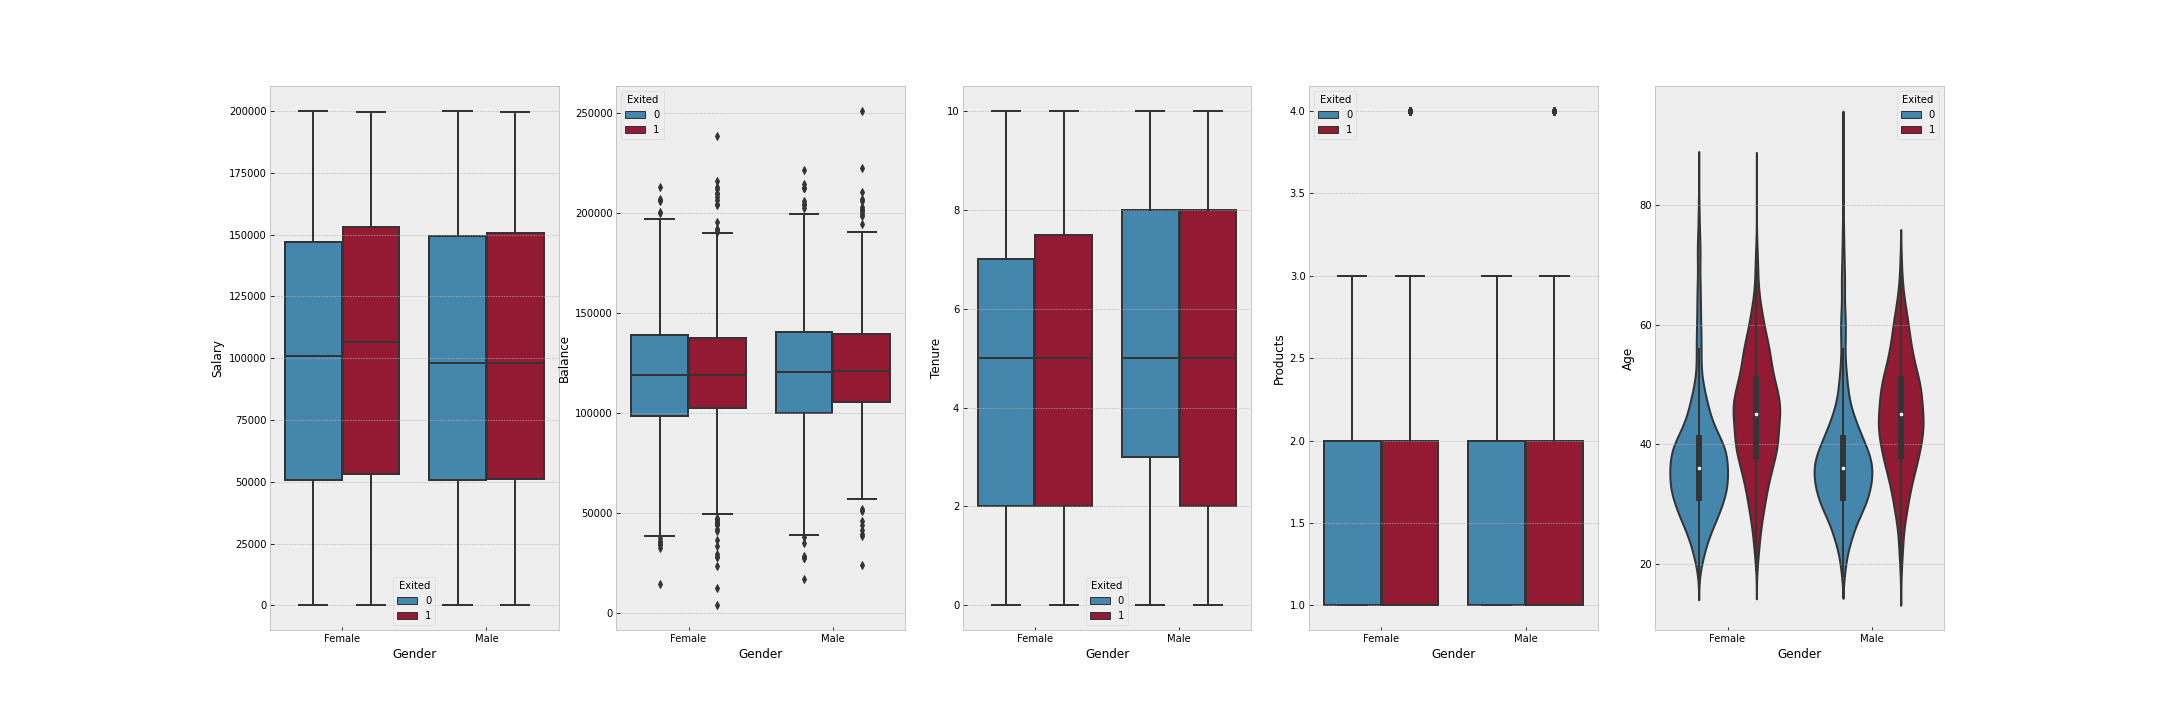 Salary
200000
175000
150000
125000
100000
75000
50000
25000
0
Exited
0
1
Female Male
Gender
Balance
250000
200000
150000
100000
50000
0
Exited
0
1
Female Male
Gender
Tenure
10
8
6
4
2
0
Exited
0
1
Female Male
Gender
Products
4.0
3.5
3.0
2.5
2.0
1.5
1.0
Exited
0
1
Female Male
Gender
Age
80
60
40
20
Exited
0
1
Female Male
Gender